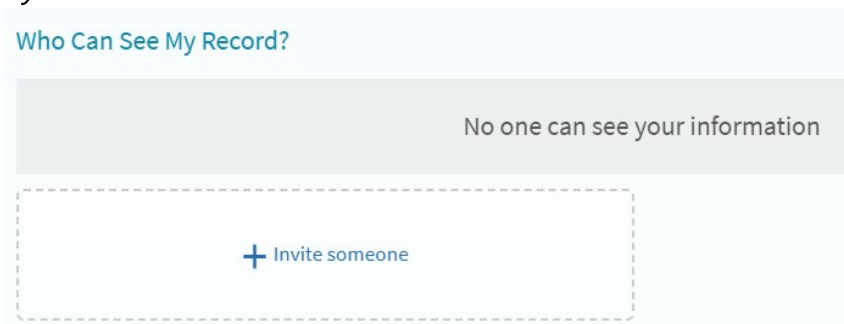 Who Can See My Record?
No one can see your information
+ Invite someone